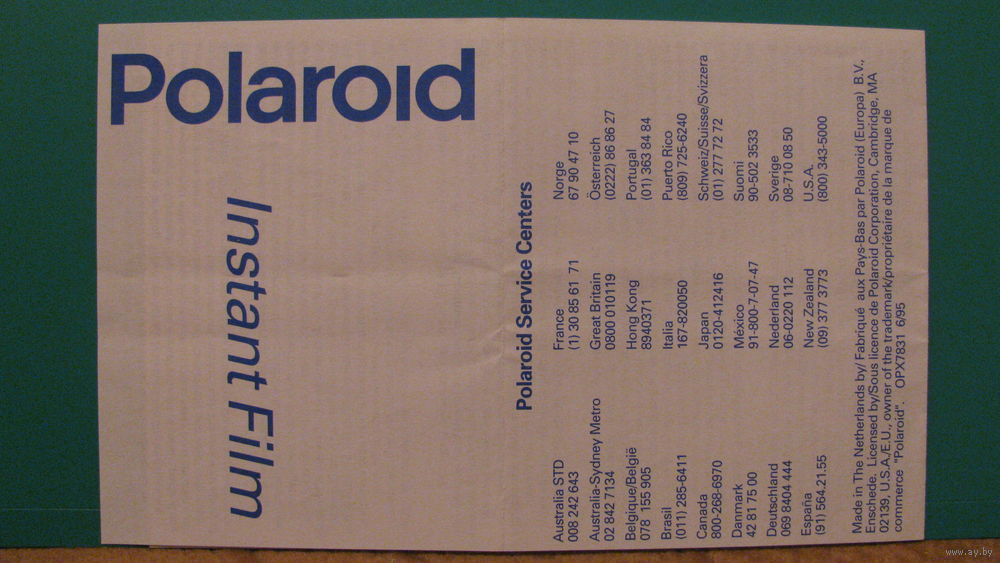 Polaroid
Instant Film
Polaroid Service Centers
Australia STD
008 242 643
Australia-Sydney Metro
02 842 7134
Belgique/België
078 155 905
Brasil
(011) 285-6411
Canada
800-268-6970
Danmark
42 81 75 00
Deutschland
069 8404 444
España
(91) 564.21.55
France
(1) 30 85 61 71
Great Britain
0800 010119
Hong Kong
8940371
Italia
167-820050
Japan
0120-412416
México
91-800-7-07-47
Nederland
06-0220 112
New Zealand
(09) 377 3773
Norge
67 90 47 10
Österreich
(0222) 86 86 27
Portugal
(01) 363 84 84
Puerto Rico
(809) 725-6240
Schweiz/Suisse/Svizzera
(01) 277 72 72
Suomi
90-502 3533
Sverige
08-710 08 50
U.S.A.
(800) 343-5000
Made in The Netherlands by/ Fabriqué aux Pays-Bas par Polaroid (Europa) B.V.,
Enschede. Licensed by/Sous licence de Polaroid Corporation, Cambridge, MA
02139, U.S.A./E.U., owner of the trademark/propriétaire de la marque de
commerce "Polaroid". OPX7831 6/95
www.ay.by